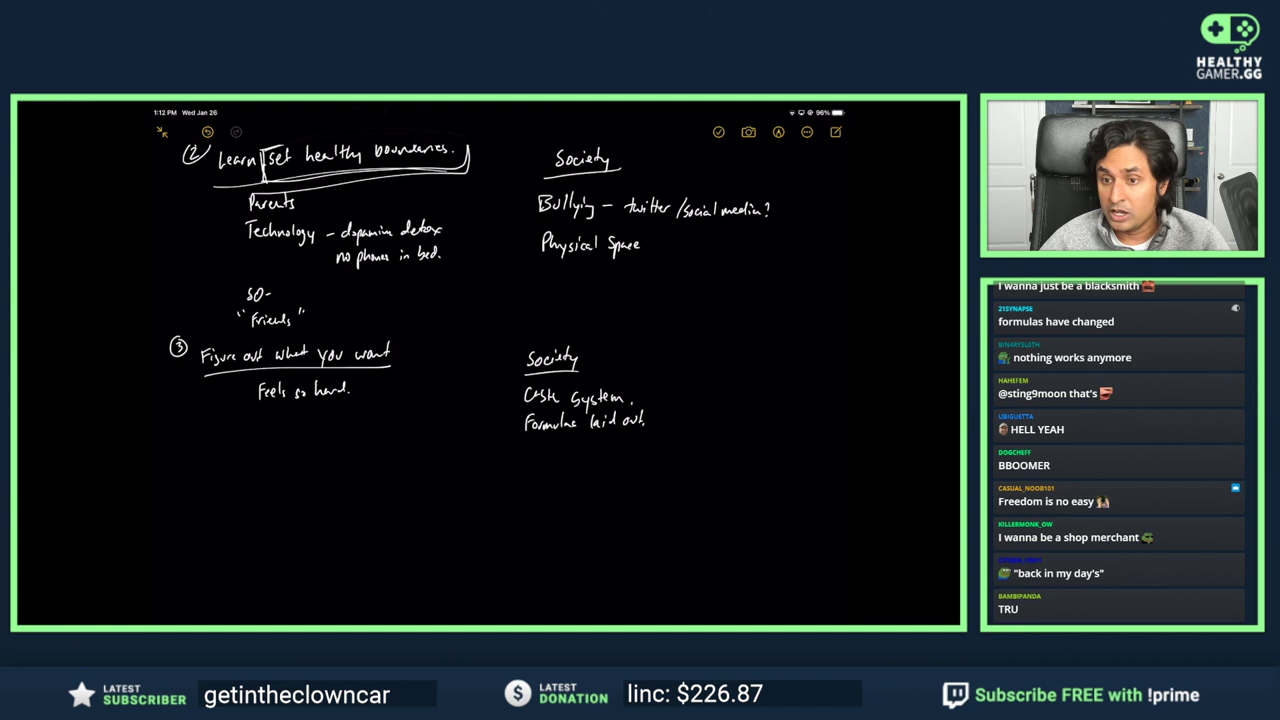 HEALTHY
GAMER.GG
1:12 PM Wed Jan 26
96%
② Learn set healthy boundaries.
Parents
Technology - dopamine detox
no phones in bed.
SO-
"Friends"
Society
Bullying - twitter/social media?
Physical Space
③ Figure out what you want
Feels so hard.
Society
Caste System.
Formulas laid out.
I wanna just be a blacksmith
21SYNAPSE
formulas have changed
BIN4RYSL0TH
nothing works anymore
HAHEFEM
@sting9moon that's
UBIGUETTA
HELL YEAH
DOGCHEFF
BBOOMER
CASUAL_NOOB101
Freedom is no easy
KILLERMONK_OW
I wanna be a shop merchant
"back in my day's"
BAMBIPANDA
TRU
LATEST
SUBSCRIBER
getintheclowncar
$
LATEST
DONATION
linc: $226.87
Subscribe FREE with !prime